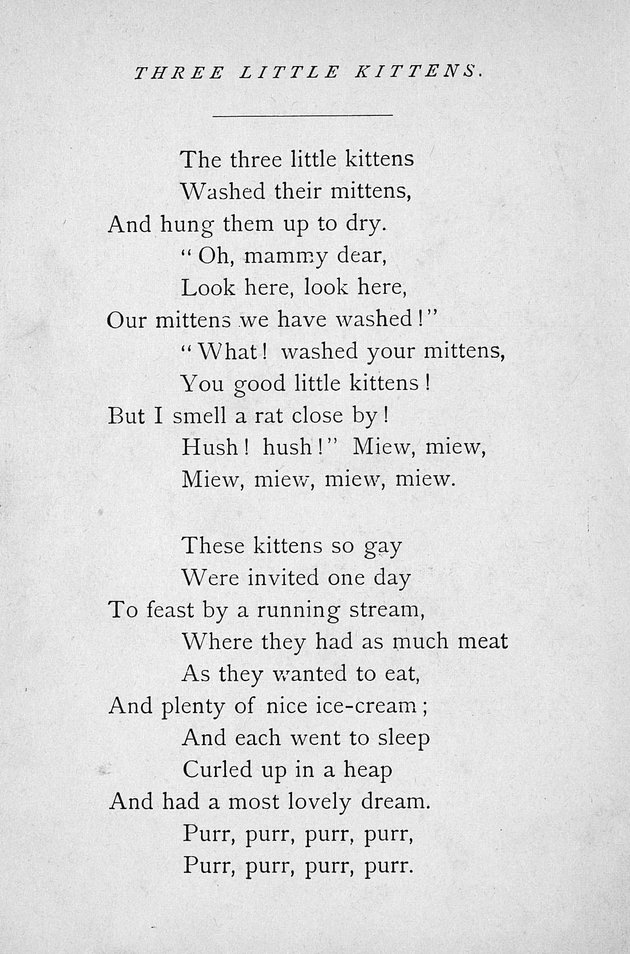 THREE LITTLE KITTENS.
The three little kittens
Washed their mittens,
And hung them up to dry.
“Oh, mammy dear,
Look here, look here,
Our mittens we have washed!”
“What! washed your mittens,
You good little kittens!
But I smell a rat close by!
Hush! hush!” Miew, miew,
Miew, miew, miew, miew.
These kittens so gay
Were invited one day
To feast by a running stream,
Where they had as much meat
As they wanted to eat,
And plenty of nice ice-cream;
And each went to sleep
Curled up in a heap
And had a most lovely dream.
Purr, purr, purr, purr,
Purr, purr, purr, purr.